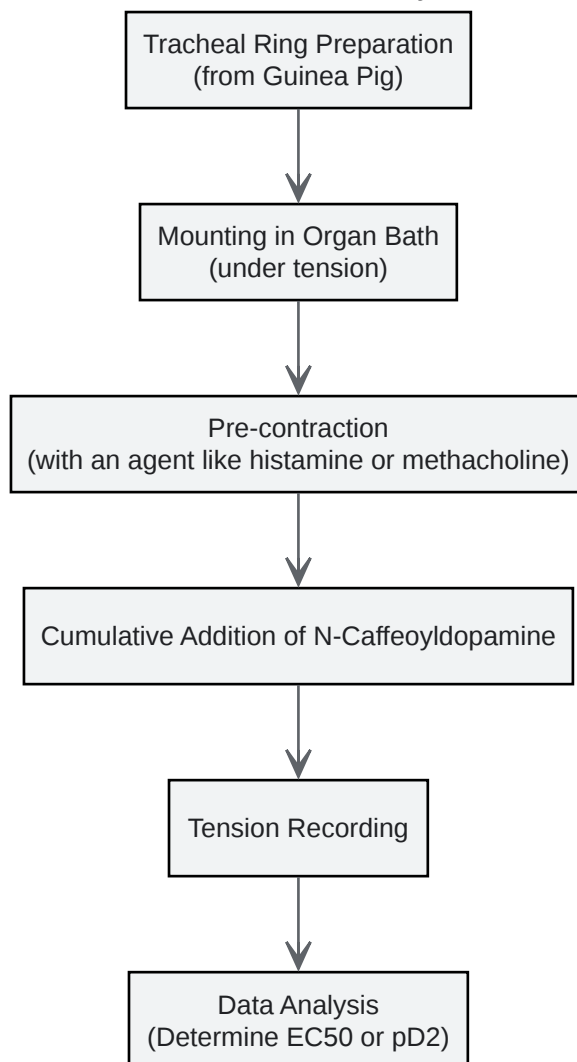 Tracheal Ring Preparation
(from Guinea Pig)
Mounting in Organ Bath
(under tension)
Pre-contraction
(with an agent like histamine or methacholine)
Cumulative Addition of N-Caffeoyldopamine
Tension Recording
Data Analysis
(Determine EC50 or pD2)